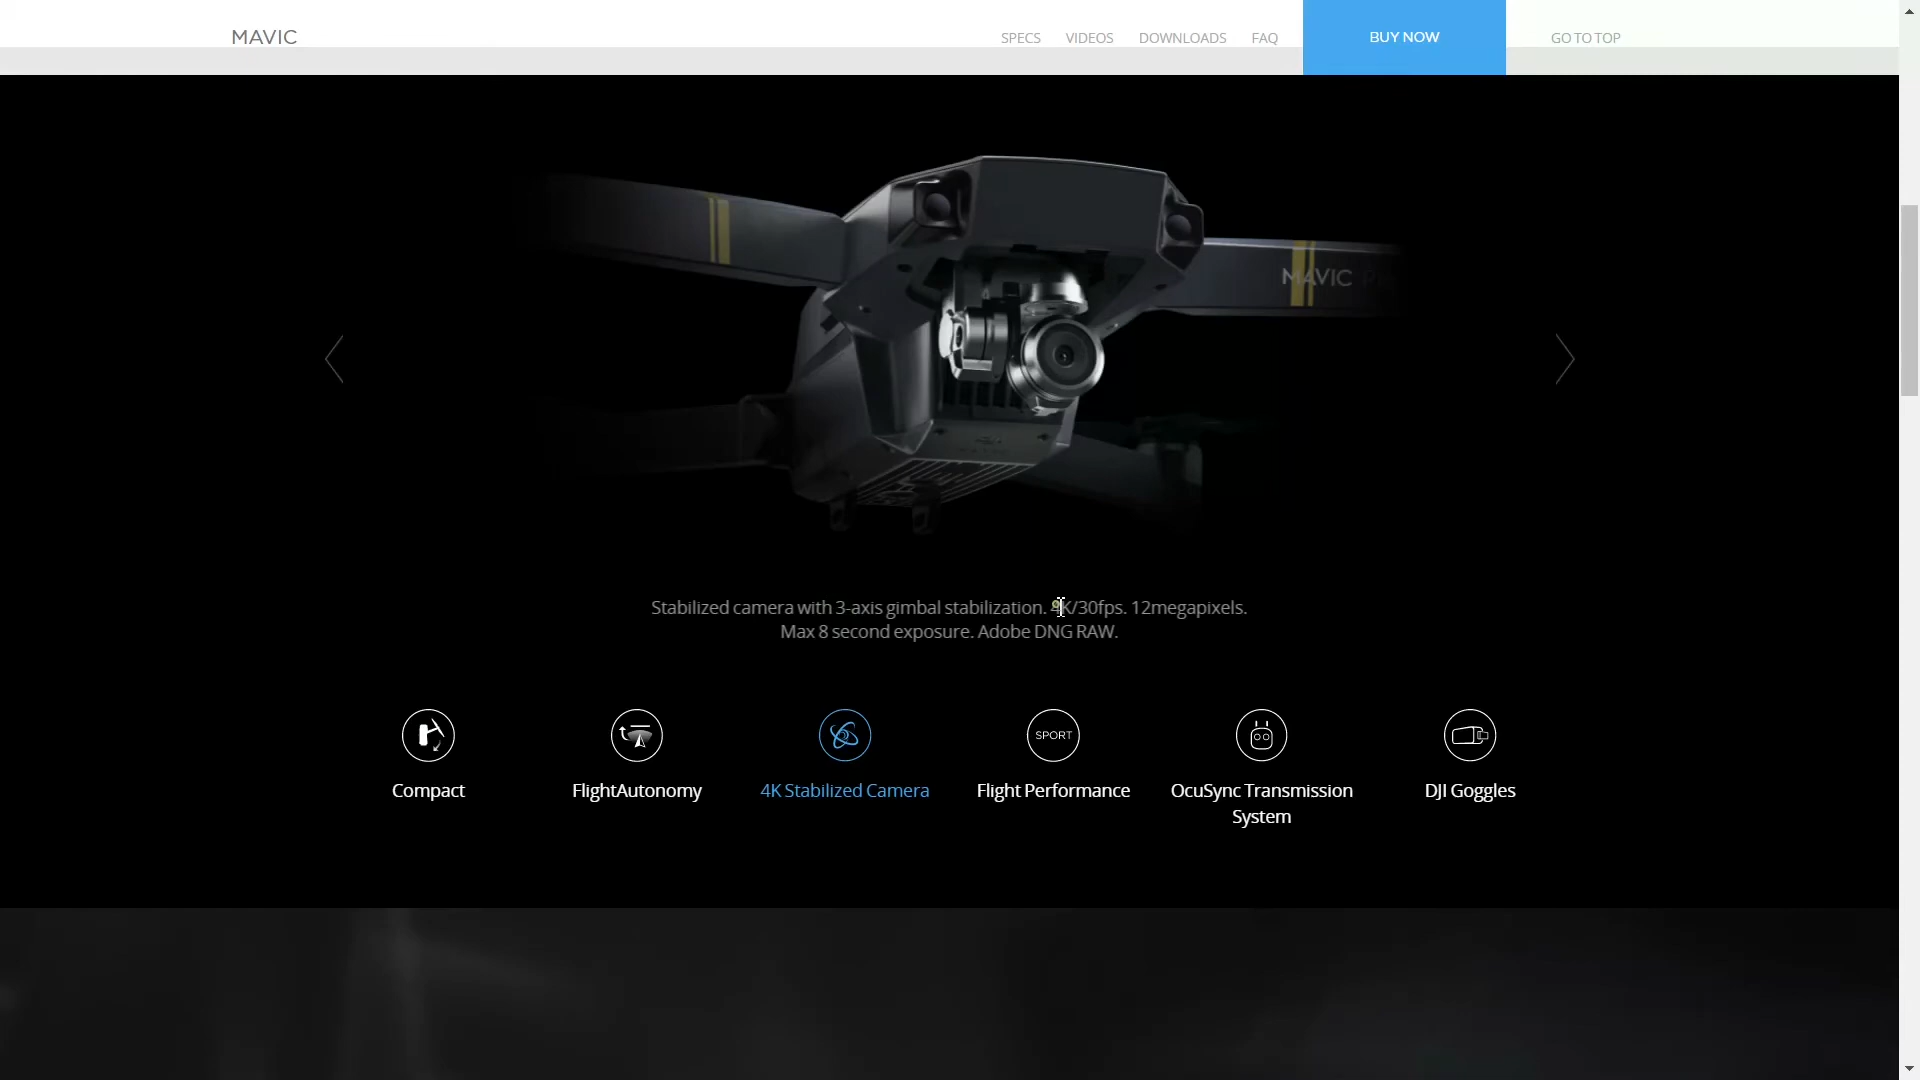 MAVIC
SPECS
VIDEOS
DOWNLOADS
FAQ
BUY NOW
GO TO TOP
MAVIC
Stabilized camera with 3-axis gimbal stabilization. 4K/30fps. 12megapixels.
Max 8 second exposure. Adobe DNG RAW.
SPORT
Compact
FlightAutonomy
4K Stabilized Camera
Flight Performance
OcuSync Transmission
System
DJI Goggles